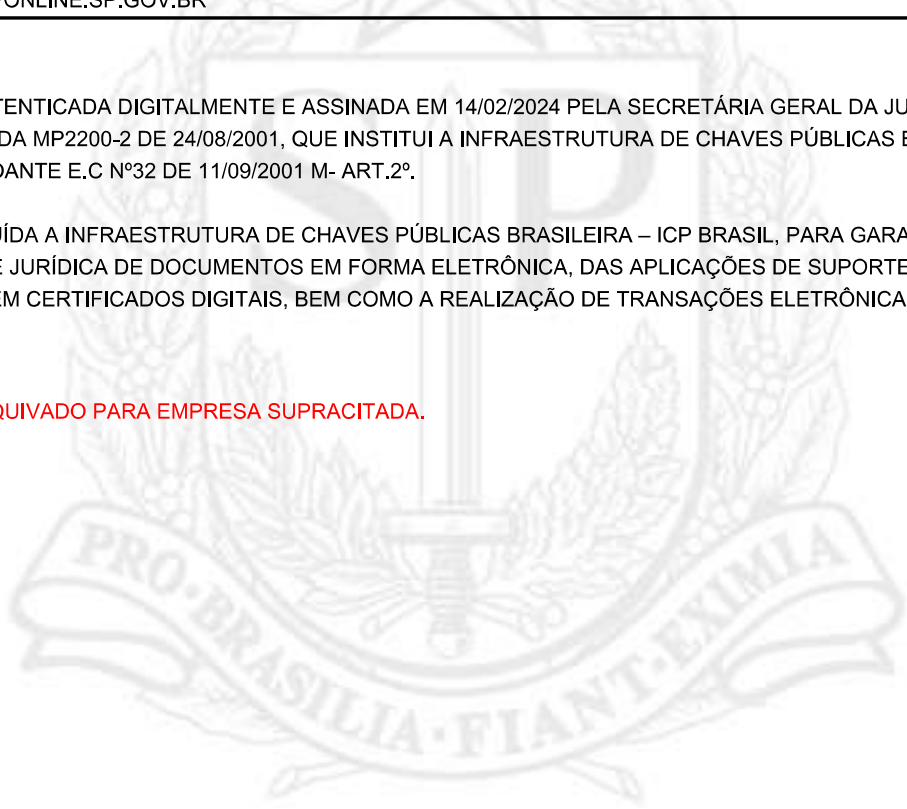 ONLINE.SP.GOV.BR
TENTICADA DIGITALMENTE E ASSINADA EM 14/02/2024 PELA SECRETÁRIA GERAL DA JU
DA MP2200-2 DE 24/08/2001, QUE INSTITUI A INFRAESTRUTURA DE CHAVES PÚBLICAS
DANTE E.C Nº32 DE 11/09/2001 M- ART.2º.
ÍDA A INFRAESTRUTURA DE CHAVES PÚBLICAS BRASILEIRA – ICP BRASIL, PARA GARA
E JURÍDICA DE DOCUMENTOS EM FORMA ELETRÔNICA, DAS APLICAÇÕES DE SUPORTE
EM CERTIFICADOS DIGITAIS, BEM COMO A REALIZAÇÃO DE TRANSAÇÕES ELETRÔNICA
QUIVADO PARA EMPRESA SUPRACITADA.
SP
PRO·BRASILIA·FIANT·EXIMIA